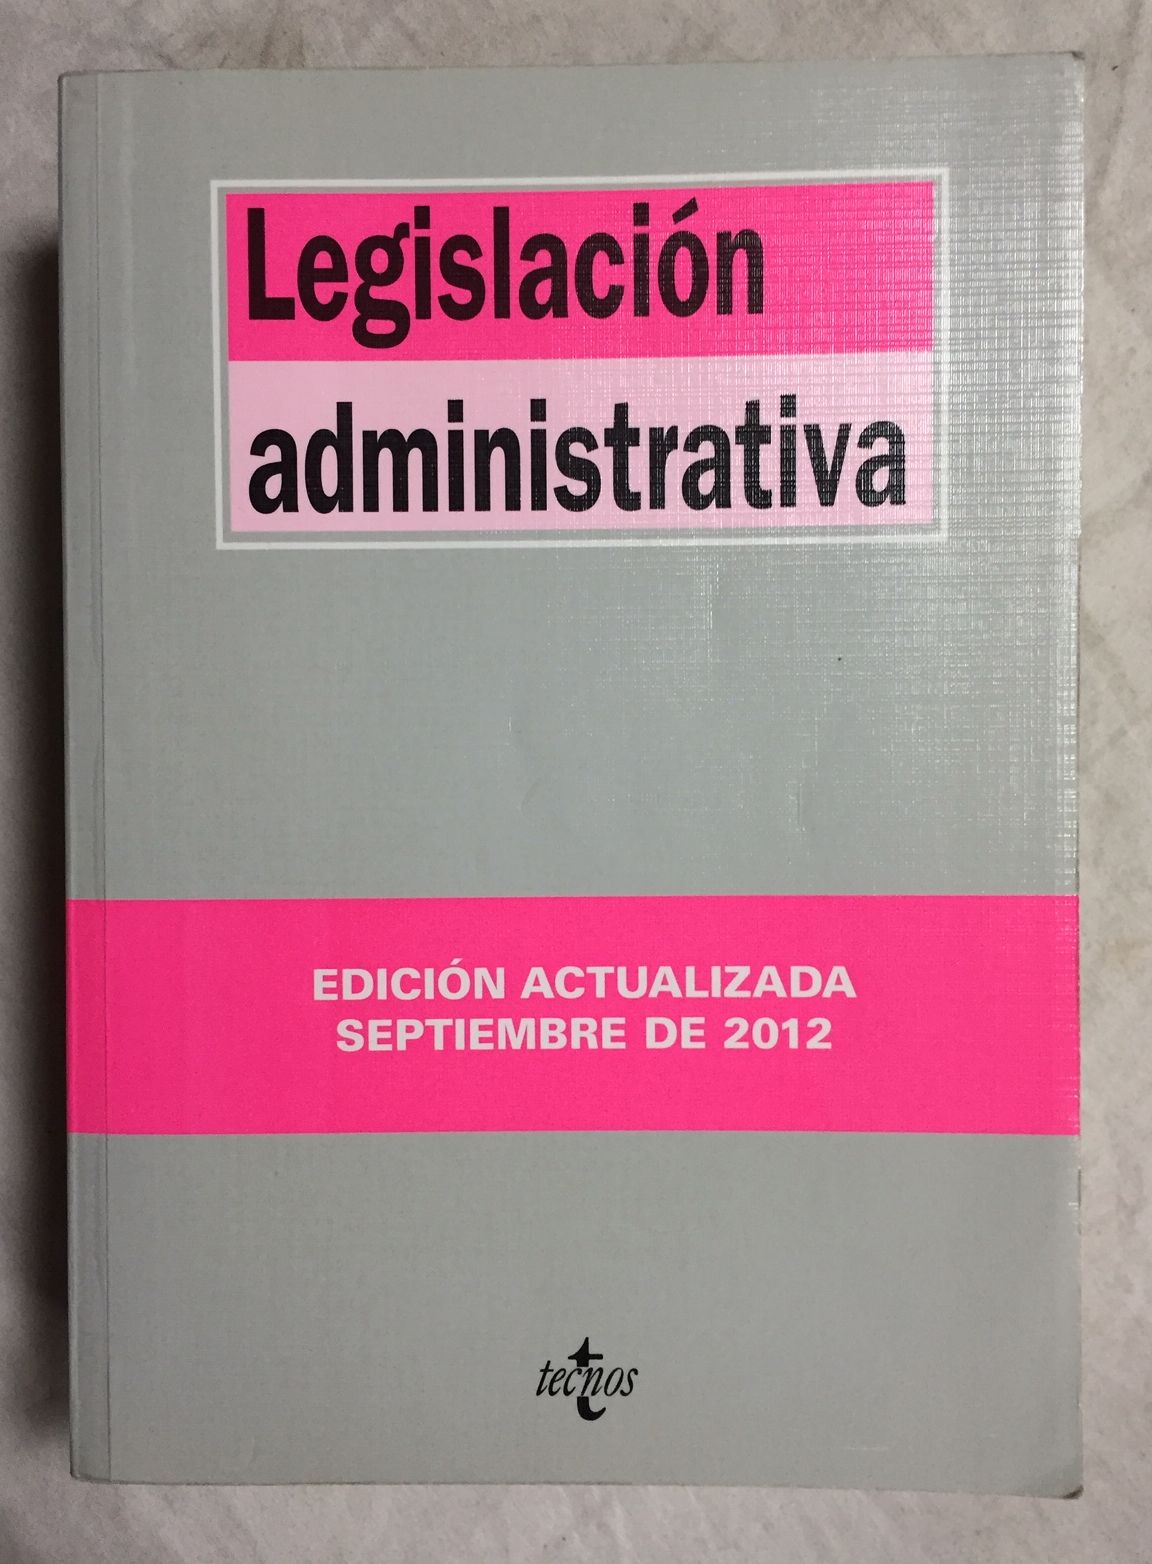 Legislación
administrativa
EDICIÓN ACTUALIZADA
SEPTIEMBRE DE 2012
tecnos